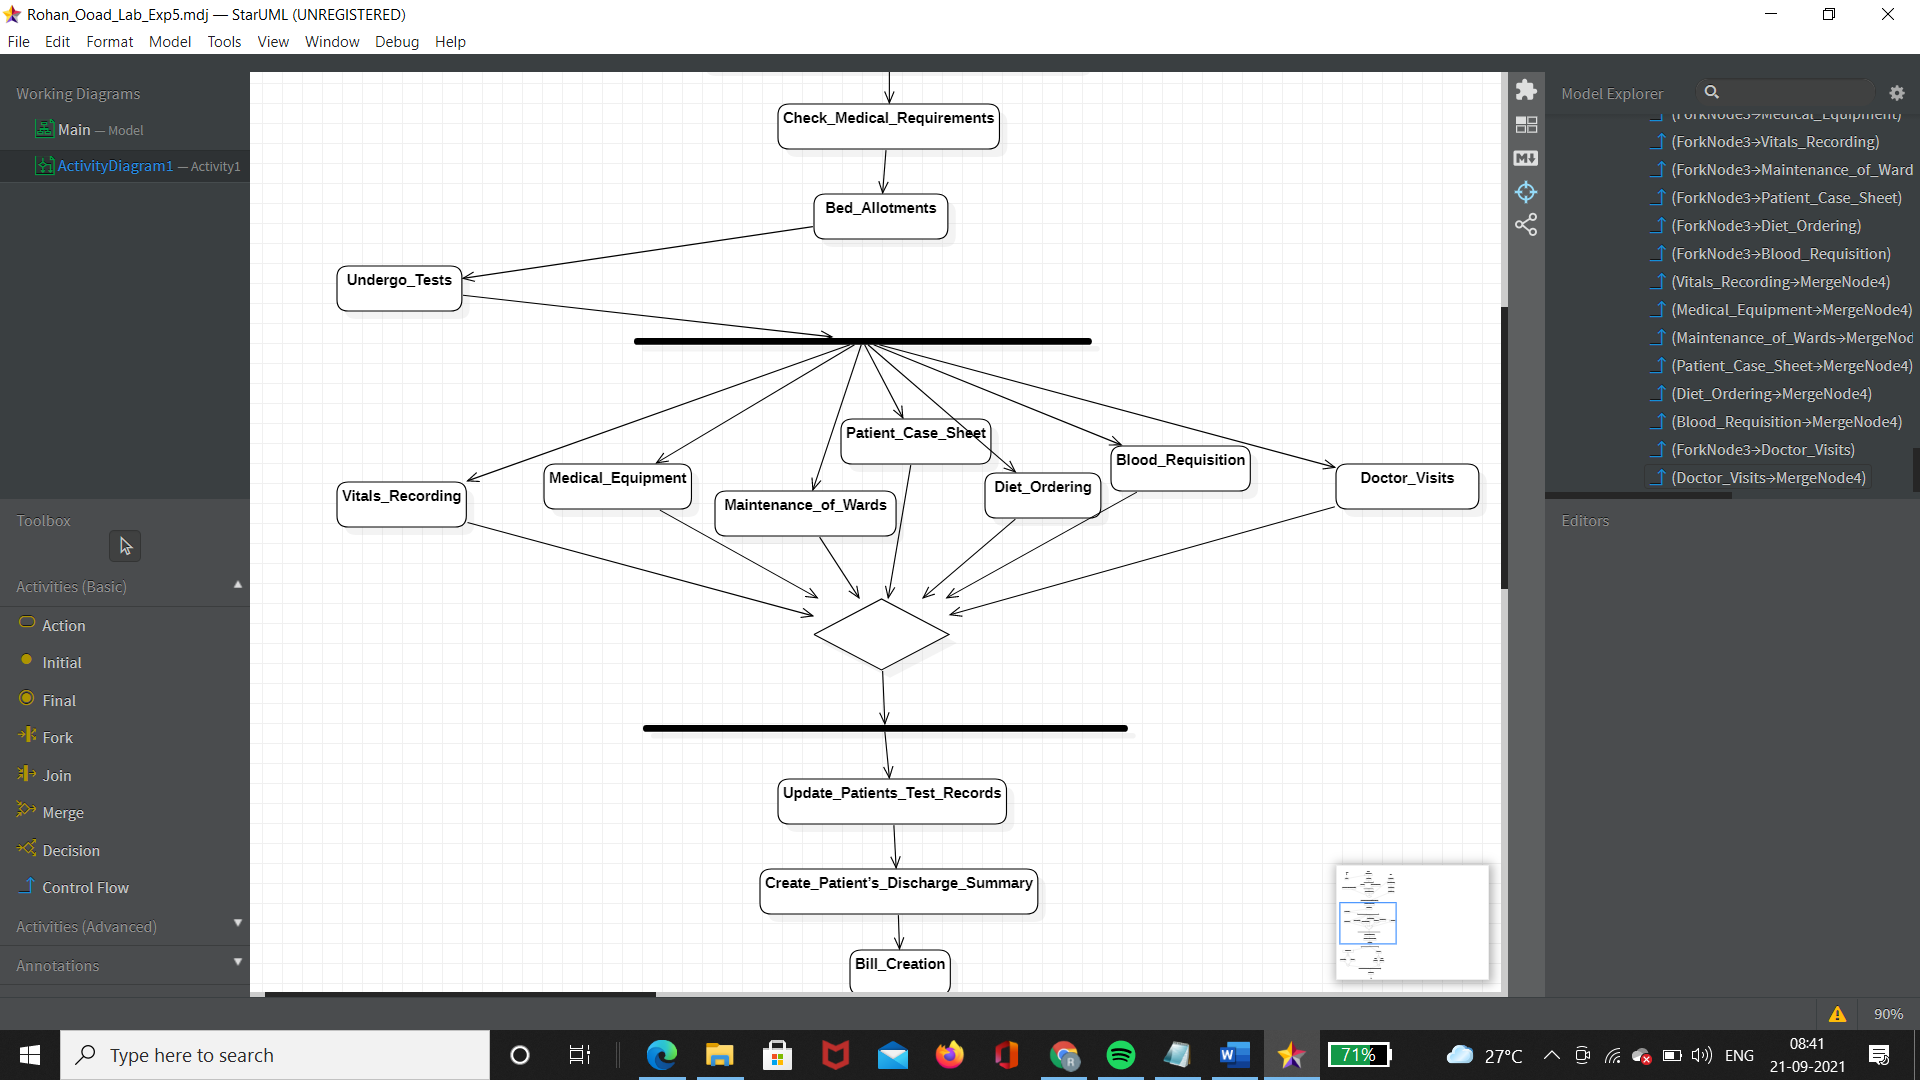 Rohan_Ooad_Lab_Exp5.mdj — StarUML (UNREGISTERED)
File Edit Format Model Tools View Window Debug Help
Working Diagrams
Main — Model
ActivityDiagram1 — Activity1
Toolbox
Activities (Basic)
Action
Initial
Final
Fork
Join
Merge
Decision
Control Flow
Activities (Advanced)
Annotations
Check_Medical_Requirements
Bed_Allotments
Undergo_Tests
Patient_Case_Sheet
Blood_Requisition
Medical_Equipment
Doctor_Visits
Diet_Ordering
Vitals_Recording
Maintenance_of_Wards
Update_Patients_Test_Records
Create_Patient’s_Discharge_Summary
Bill_Creation
M
Model Explorer
(ForkNode3→Medical_Equipment)
(ForkNode3→Vitals_Recording)
(ForkNode3→Maintenance_of_Ward
(ForkNode3→Patient_Case_Sheet)
(ForkNode3→Diet_Ordering)
(ForkNode3→Blood_Requisition)
(Vitals_Recording→MergeNode4)
(Medical_Equipment→MergeNode4)
(Maintenance_of_Wards→MergeNod
(Patient_Case_Sheet→MergeNode4)
(Diet_Ordering→MergeNode4)
(Blood_Requisition→MergeNode4)
(ForkNode3→Doctor_Visits)
(Doctor_Visits→MergeNode4)
Editors
90%
Type here to search
R
W
71%
27°C
ENG
08:41
21-09-2021